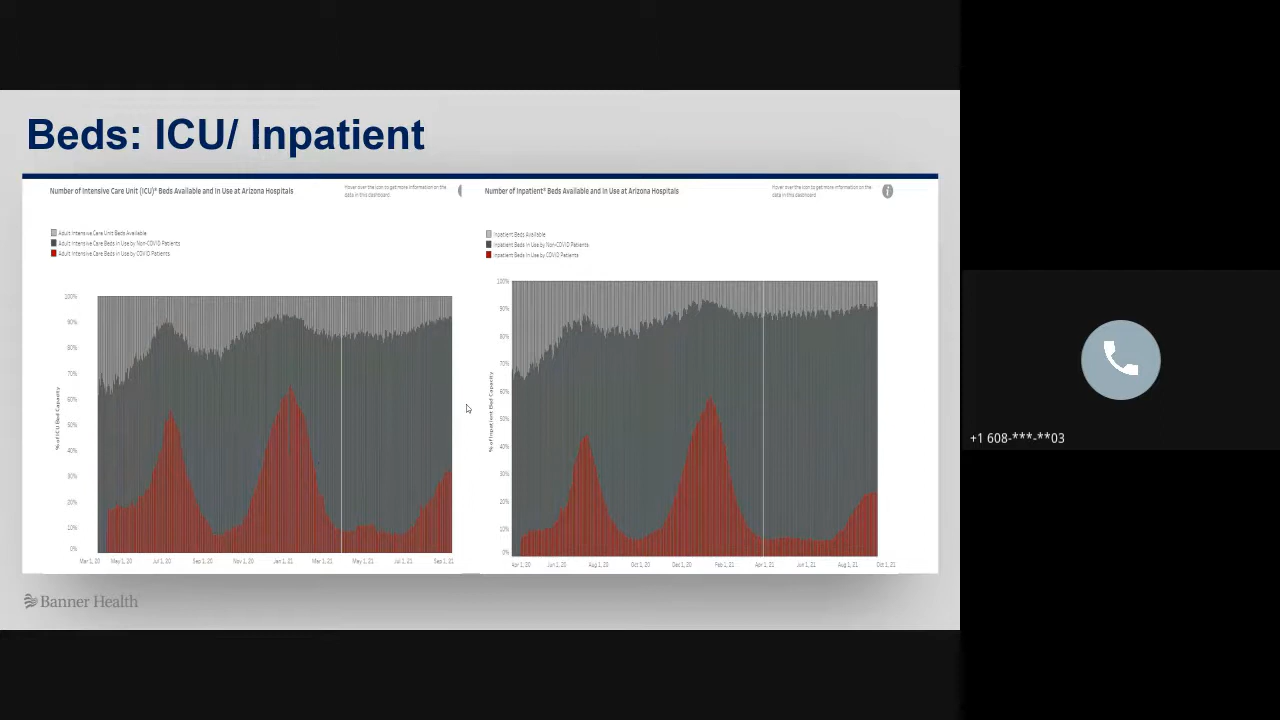 Beds: ICU/ Inpatient
Number of Intensive Care Unit (ICU)* Beds Available and In Use at Arizona Hospitals
Hover over the icon to get more information on the
data in this dashboard
Adult Intensive Care Unit Beds Available
Adult Intensive Care Beds in Use by Non-COVID Patients
Adult Intensive Care Beds in Use by COVID Patients
100%
90%
80%
70%
60%
50%
40%
30%
20%
10%
0%
% of ICU Bed Capacity
Mar 1, 20 May 1, 20 Jul 1, 20 Sep 1, 20 Nov 1, 20 Jan 1, 21 Mar 1, 21 May 1, 21 Jul 1, 21 Sep 1, 21
Number of Inpatient* Beds Available and In Use at Arizona Hospitals
Hover over the icon to get more information on the
data in this dashboard
i
Inpatient Beds Available
Inpatient Beds in Use by Non-COVID Patients
Inpatient Beds in Use by COVID Patients
100%
90%
80%
70%
60%
50%
40%
30%
20%
10%
0%
% of Inpatient Bed Capacity
Apr 1, 20 Jun 1, 20 Aug 1, 20 Oct 1, 20 Dec 1, 20 Feb 1, 21 Apr 1, 21 Jun 1, 21 Aug 1, 21 Oct 1, 21
Banner Health
+1 608-***-**03